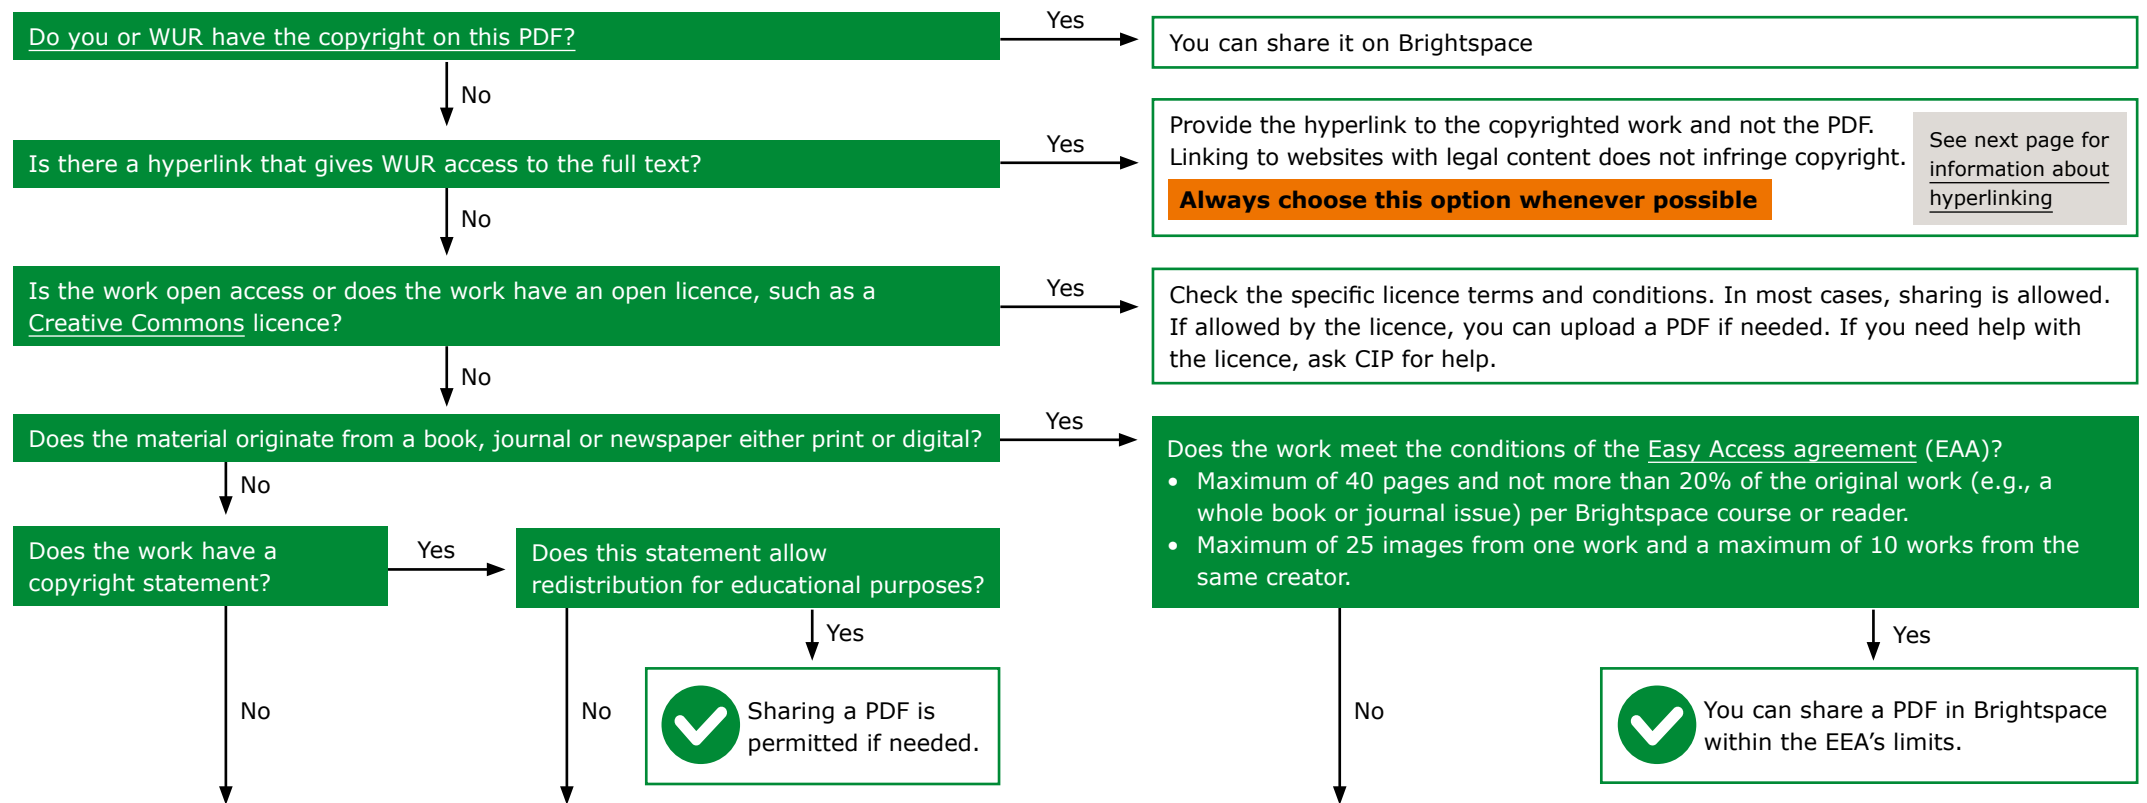 Do you or WUR have the copyright on this PDF?
Yes
You can share it on Brightspace
No
Is there a hyperlink that gives WUR access to the full text?
Yes
Provide the hyperlink to the copyrighted work and not the PDF.
Linking to websites with legal content does not infringe copyright.
Always choose this option whenever possible
See next page for
information about
hyperlinking
No
Is the work open access or does the work have an open licence, such as a
Creative Commons licence?
Yes
Check the specific licence terms and conditions. In most cases, sharing is allowed.
If allowed by the licence, you can upload a PDF if needed. If you need help with
the licence, ask CIP for help.
No
Does the material originate from a book, journal or newspaper either print or digital?
Yes
Does the work meet the conditions of the Easy Access agreement (EAA)?
• Maximum of 40 pages and not more than 20% of the original work (e.g., a
whole book or journal issue) per Brightspace course or reader.
• Maximum of 25 images from one work and a maximum of 10 works from the
same creator.
No
Does the work have a
copyright statement?
Yes
Does this statement allow
redistribution for educational purposes?
Yes
Sharing a PDF is
permitted if needed.
No
No
No
Yes
You can share a PDF in Brightspace
within the EEA's limits.